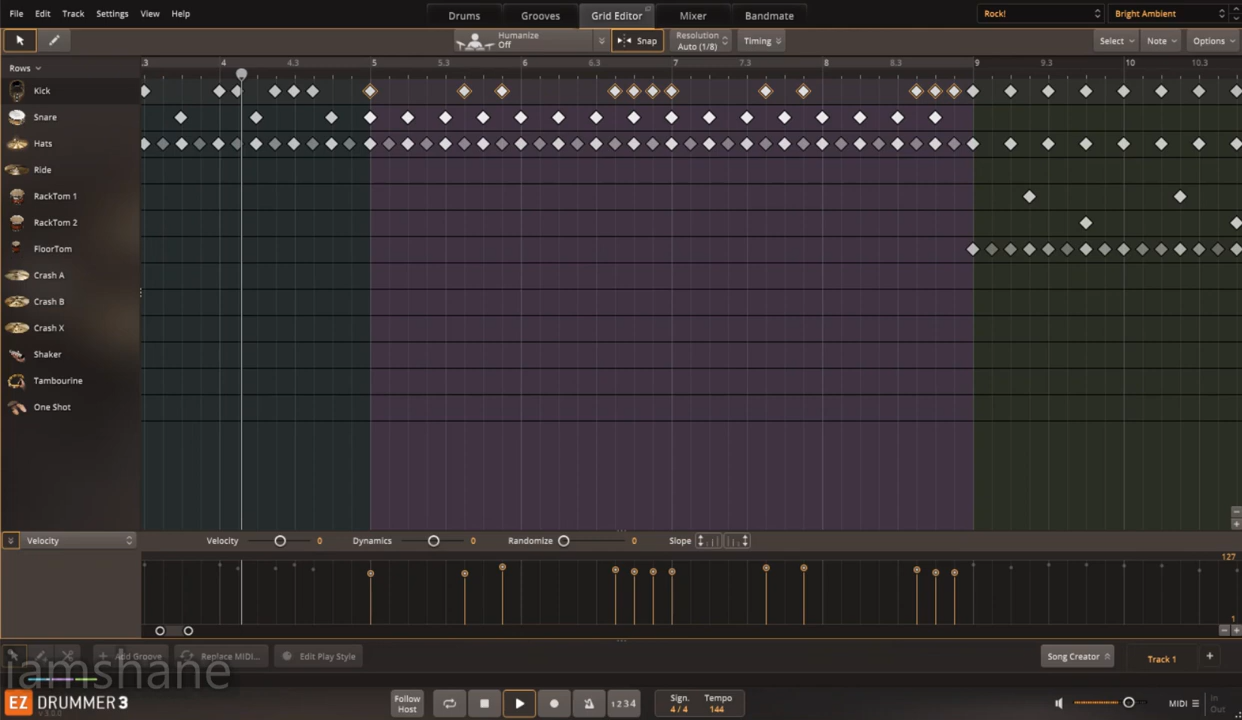 File Edit Track Settings View Help
Drums Grooves Grid Editor Mixer Bandmate
Rock! Bright Ambient
Humanize
Off
Snap
Resolution
Auto (1/8)
Timing
Select Note Options
Rows
.3 4 4.3 5 5.3 6 6.3 7 7.3 8 8.3 9 9.3 10 10.3
Kick
Snare
Hats
Ride
RackTom 1
RackTom 2
FloorTom
Crash A
Crash B
Crash X
Shaker
Tambourine
One Shot
Velocity
Velocity 0 Dynamics 0 Randomize 0 Slope
127
1
Add Groove Replace MIDI... Edit Play Style
Song Creator Track 1 +
iamshane
EZ DRUMMER 3
Follow
Host
1 2 3 4
Sign.
4 / 4
Tempo
144
MIDI
In
Out